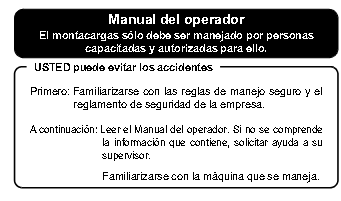 Manual del operador
El montacargas sólo debe ser manejado por personas
capacitadas y autorizadas para ello.
USTED puede evitar los accidentes
Primero: Familiarizarse con las reglas de manejo seguro y el
reglamento de seguridad de la empresa.
A continuación: Leer el Manual del operador. Si no se comprende
la información que contiene, solicitar ayuda a su
supervisor.
Familiarizarse con la máquina que se maneja.